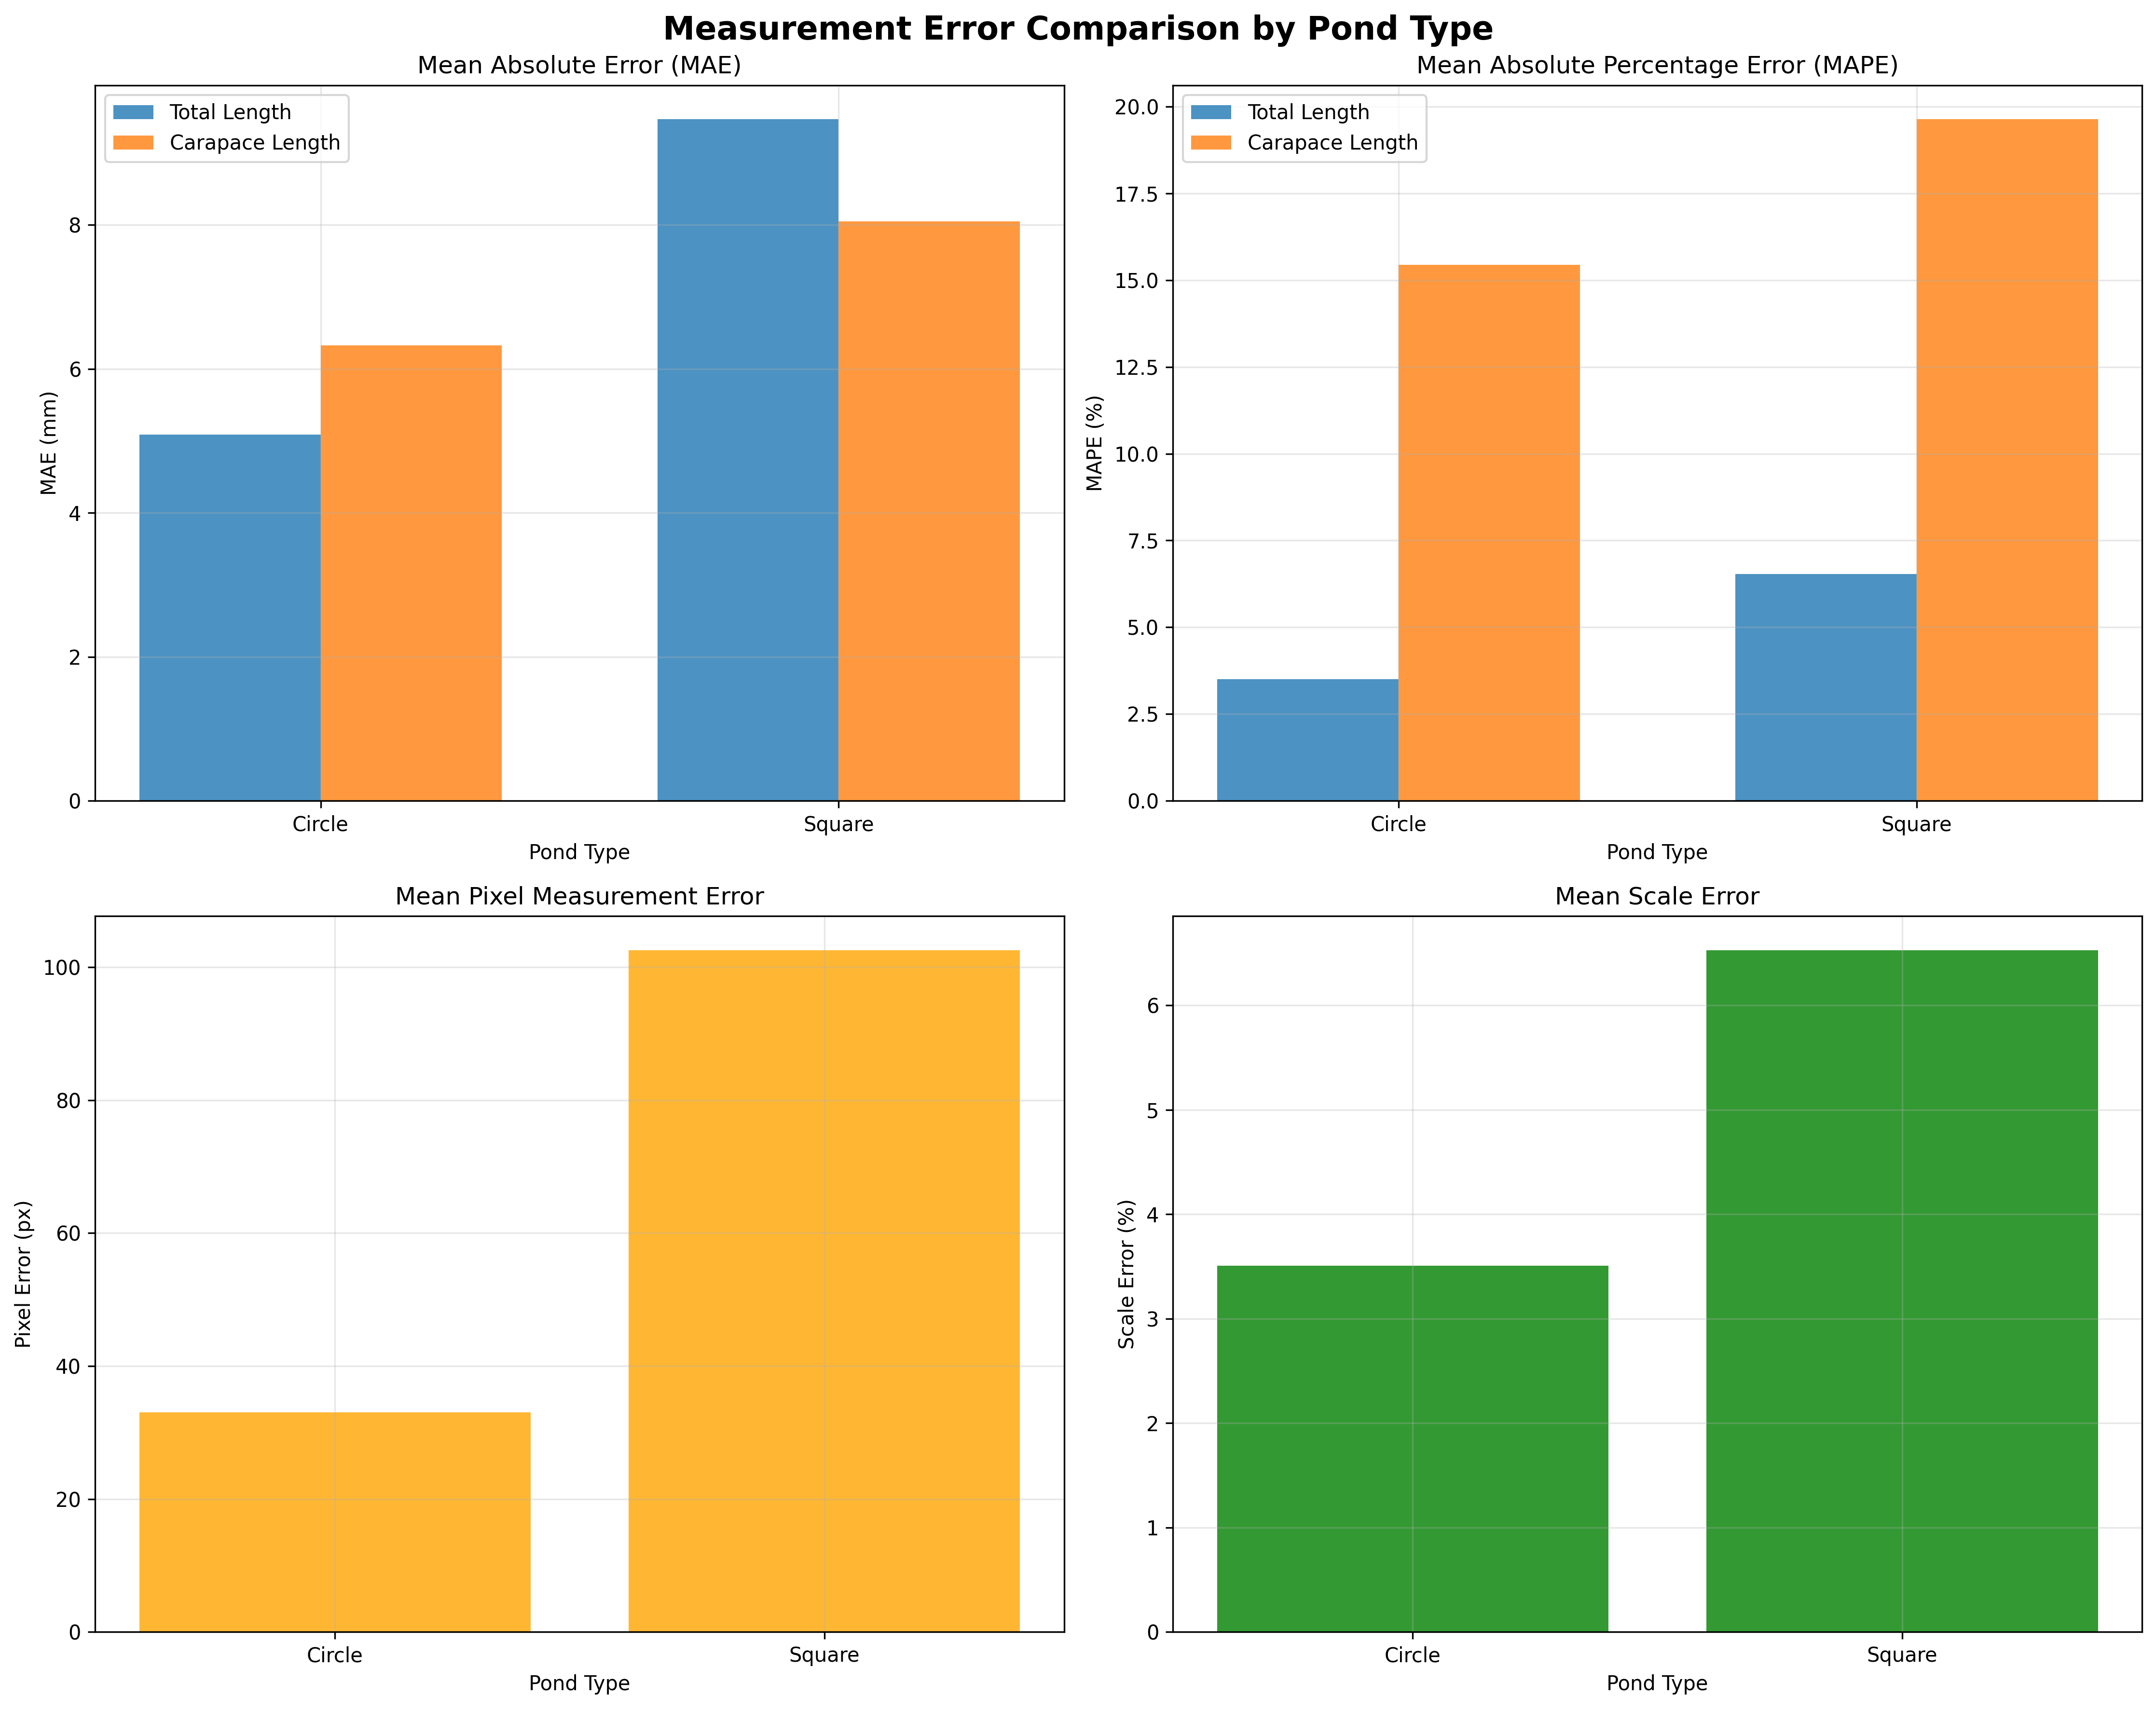 Measurement Error Comparison by Pond Type
Mean Absolute Error (MAE)
Total Length
Carapace Length
8
6
4
2
0
MAE (mm)
Circle
Square
Pond Type
Mean Absolute Percentage Error (MAPE)
Total Length
Carapace Length
20.0
17.5
15.0
12.5
10.0
7.5
5.0
2.5
0.0
MAPE (%)
Circle
Square
Pond Type
Mean Pixel Measurement Error
100
80
60
40
20
0
Pixel Error (px)
Circle
Square
Pond Type
Mean Scale Error
6
5
4
3
2
1
0
Scale Error (%)
Circle
Square
Pond Type